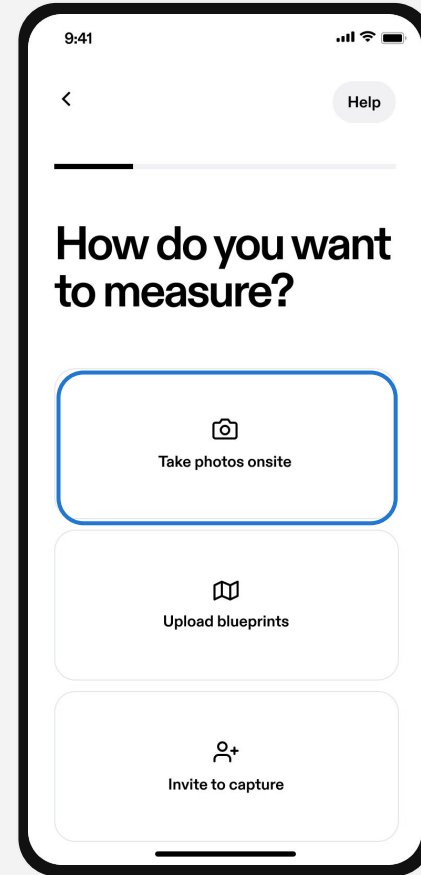 9:41
Help
How do you want
to measure?
Take photos onsite
Upload blueprints
Invite to capture